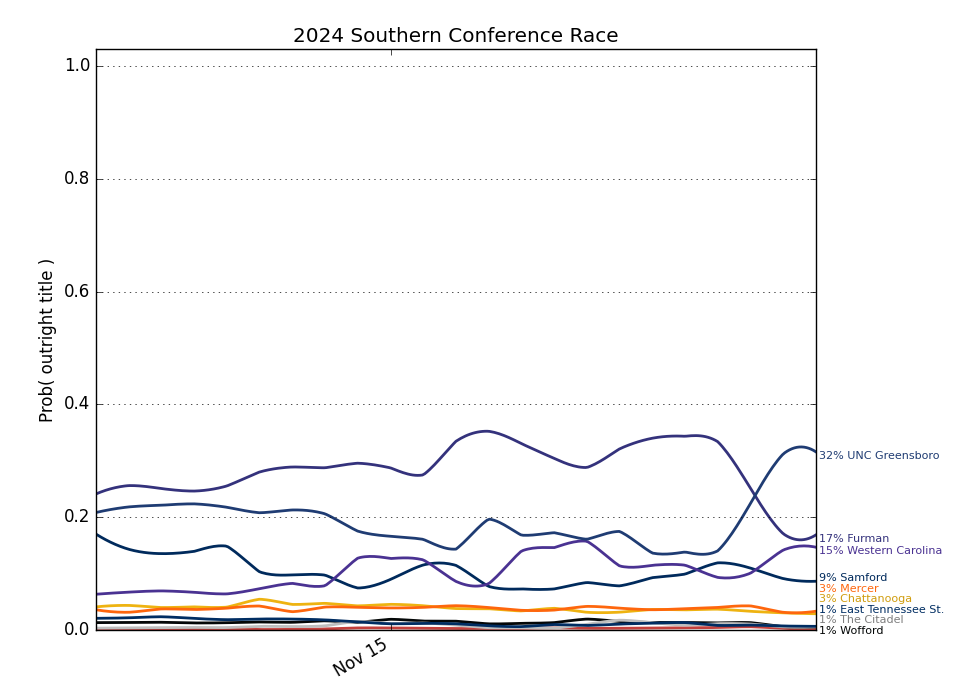 2024 Southern Conference Race
Prob( outright title )
1.0
0.8
0.6
0.4
0.2
0.0
Nov 15
32% UNC Greensboro
17% Furman
15% Western Carolina
9% Samford
3% Mercer
3% Chattanooga
1% East Tennessee St.
1% The Citadel
1% Wofford